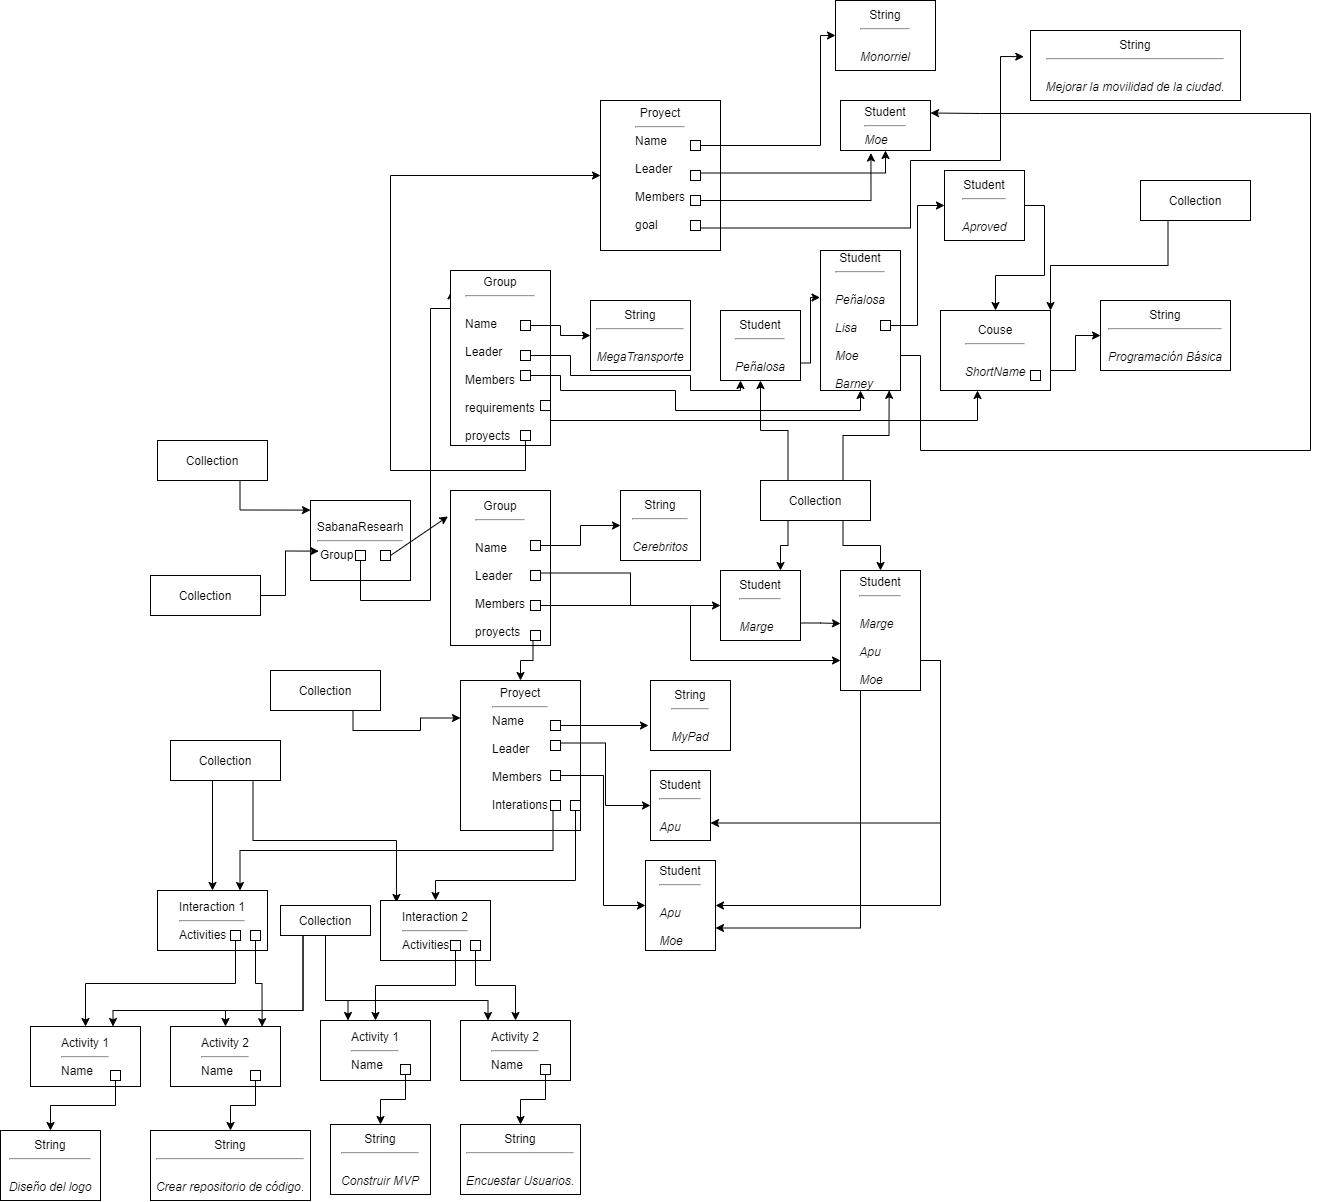 String
Monorriel
String
Mejorar la movilidad de la ciudad.
Proyect
Name
Leader
Members
goal
Student
Moe
Student
Aproved
Collection
Group
Name
Leader
Members
requirements
proyects
String
MegaTransporte
Student
Peñalosa
Student
Peñalosa
Lisa
Moe
Barney
Couse
ShortName
String
Programación Básica
Collection
SabanaResearh
Group
Collection
Group
Name
Leader
Members
proyects
String
Cerebritos
Collection
Student
Marge
Student
Marge
Apu
Moe
Collection
Proyect
Name
Leader
Members
Interations
String
MyPad
Student
Apu
Student
Apu
Moe
Collection
Interaction 1
Activities
Collection
Interaction 2
Activities
Activity 1
Name
Activity 2
Name
Activity 1
Name
Activity 2
Name
String
Diseño del logo
String
Crear repositorio de código.
String
Construir MVP
String
Encuestar Usuarios.